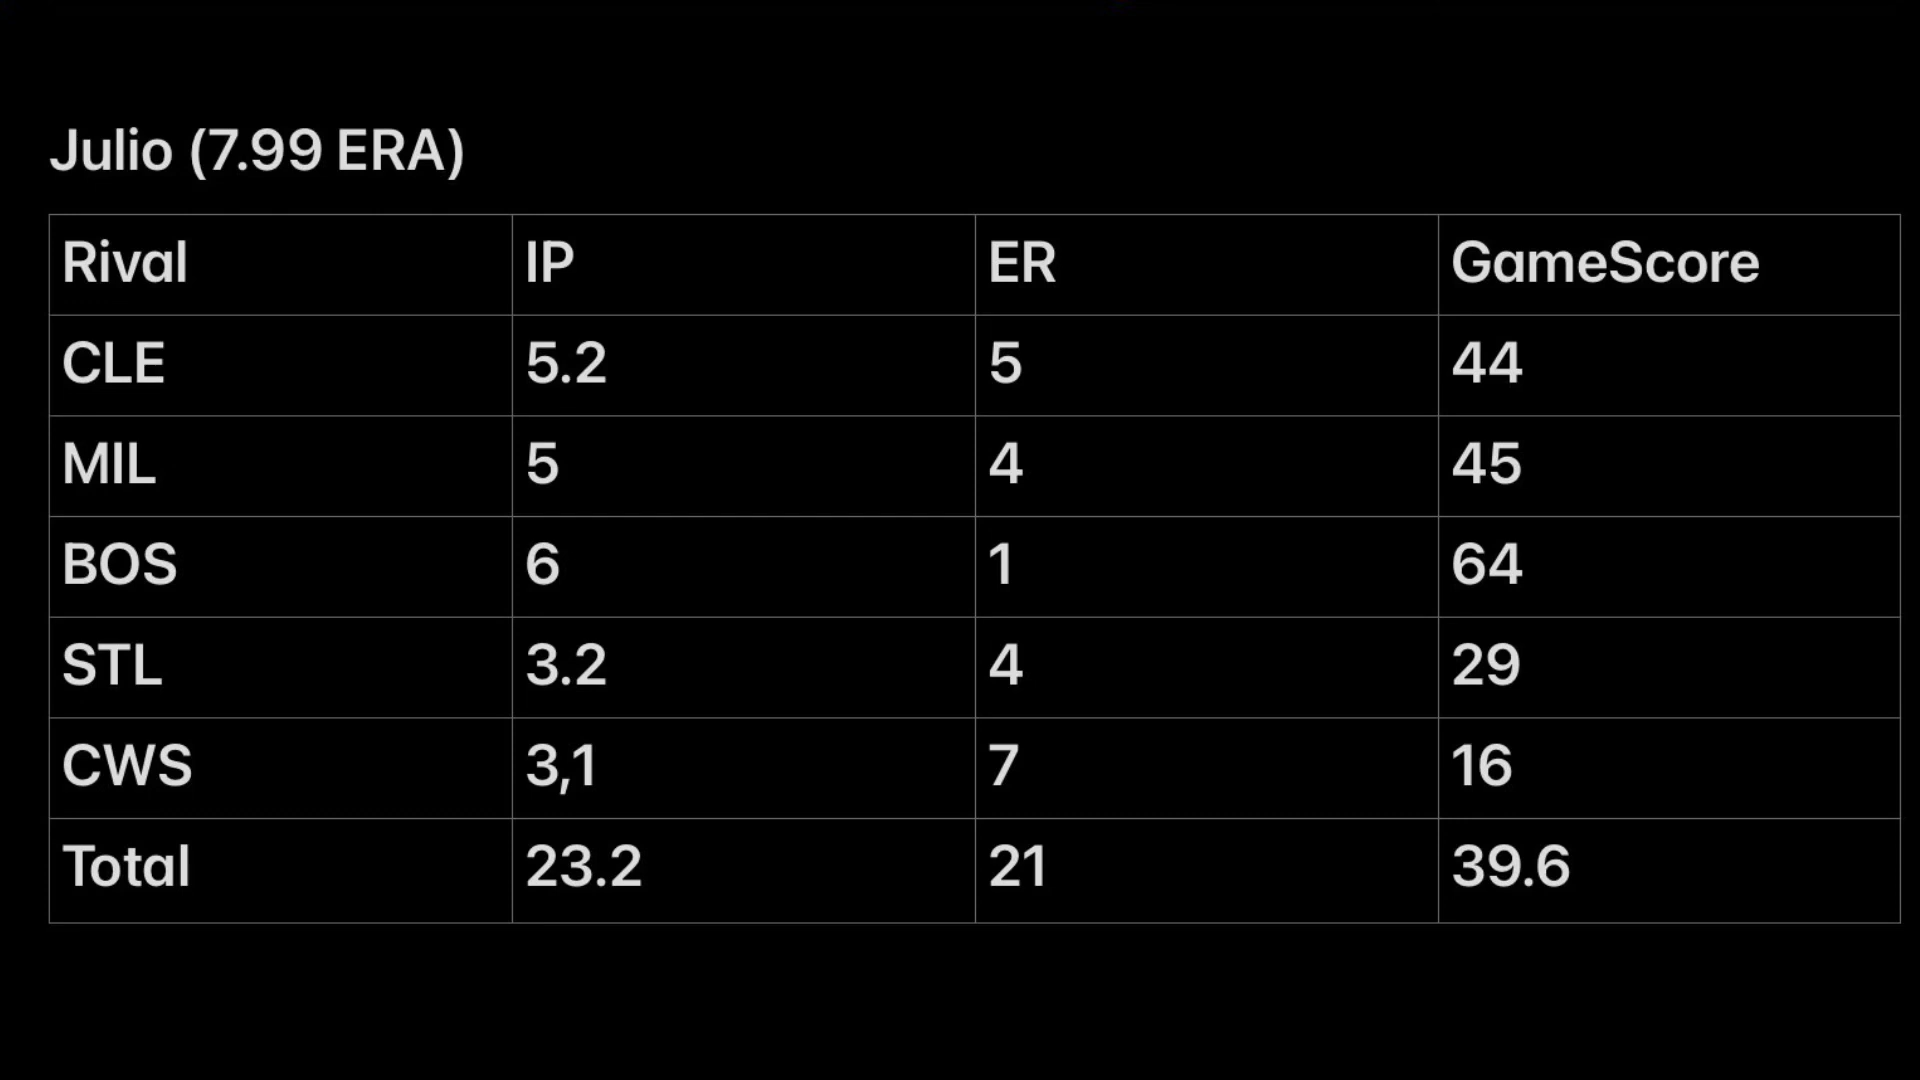 Julio (7.99 ERA)
Rival IP ER GameScore
CLE 5.2 5 44
MIL 5 4 45
BOS 6 1 64
STL 3.2 4 29
CWS 3,1 7 16
Total 23.2 21 39.6